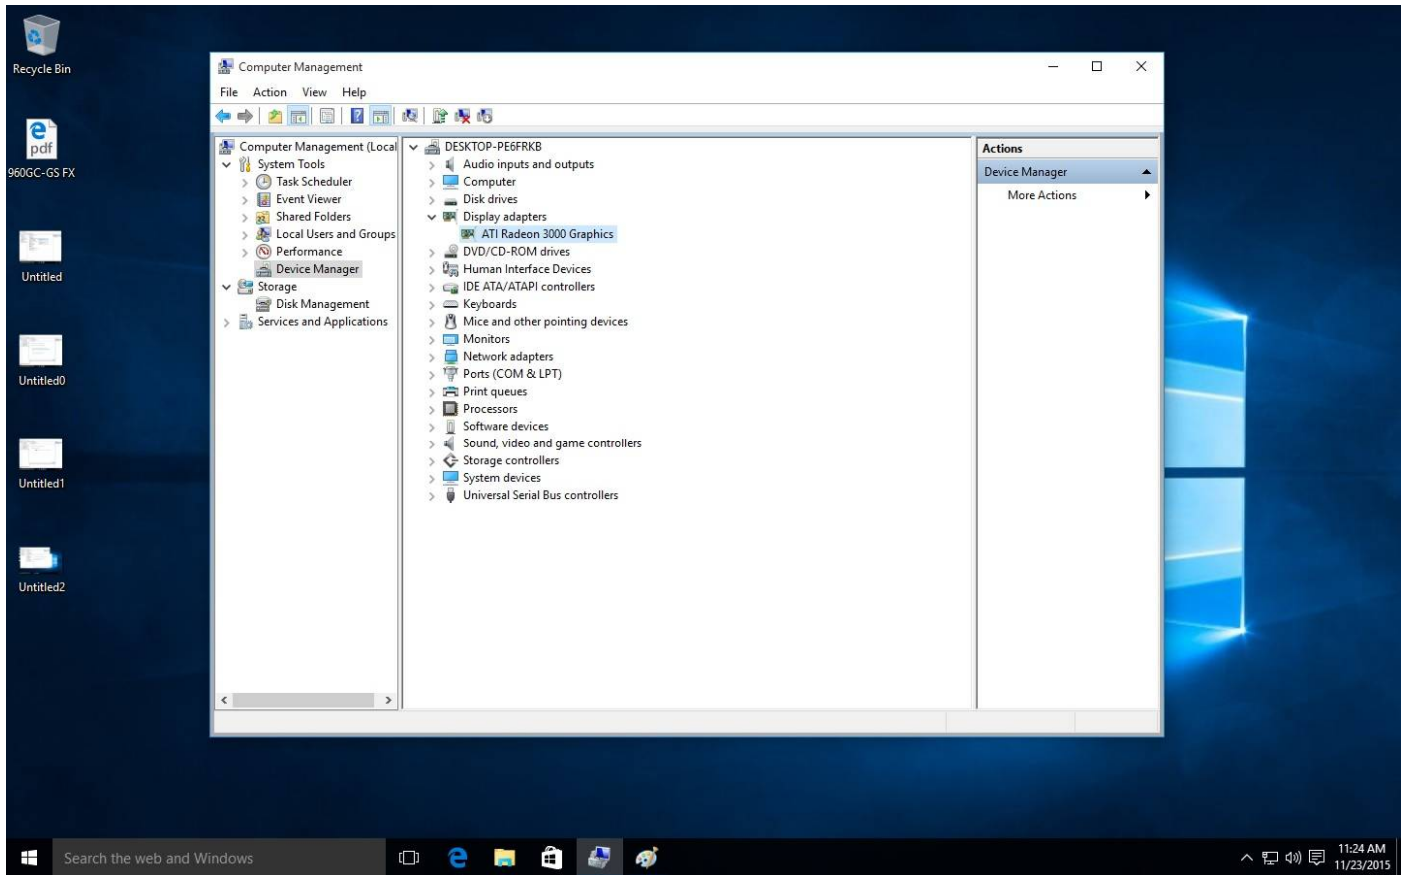 Recycle Bin
pdf
960GC-GS FX
Untitled
Untitled0
Untitled1
Untitled2
Computer Management
File Action View Help
Computer Management (Local
System Tools
Task Scheduler
Event Viewer
Shared Folders
Local Users and Groups
Performance
Device Manager
Storage
Disk Management
Services and Applications
DESKTOP-PE6FRKB
Audio inputs and outputs
Computer
Disk drives
Display adapters
ATI Radeon 3000 Graphics
DVD/CD-ROM drives
Human Interface Devices
IDE ATA/ATAPI controllers
Keyboards
Mice and other pointing devices
Monitors
Network adapters
Ports (COM & LPT)
Print queues
Processors
Software devices
Sound, video and game controllers
Storage controllers
System devices
Universal Serial Bus controllers
Actions
Device Manager
More Actions
Search the web and Windows
11:24 AM
11/23/2015